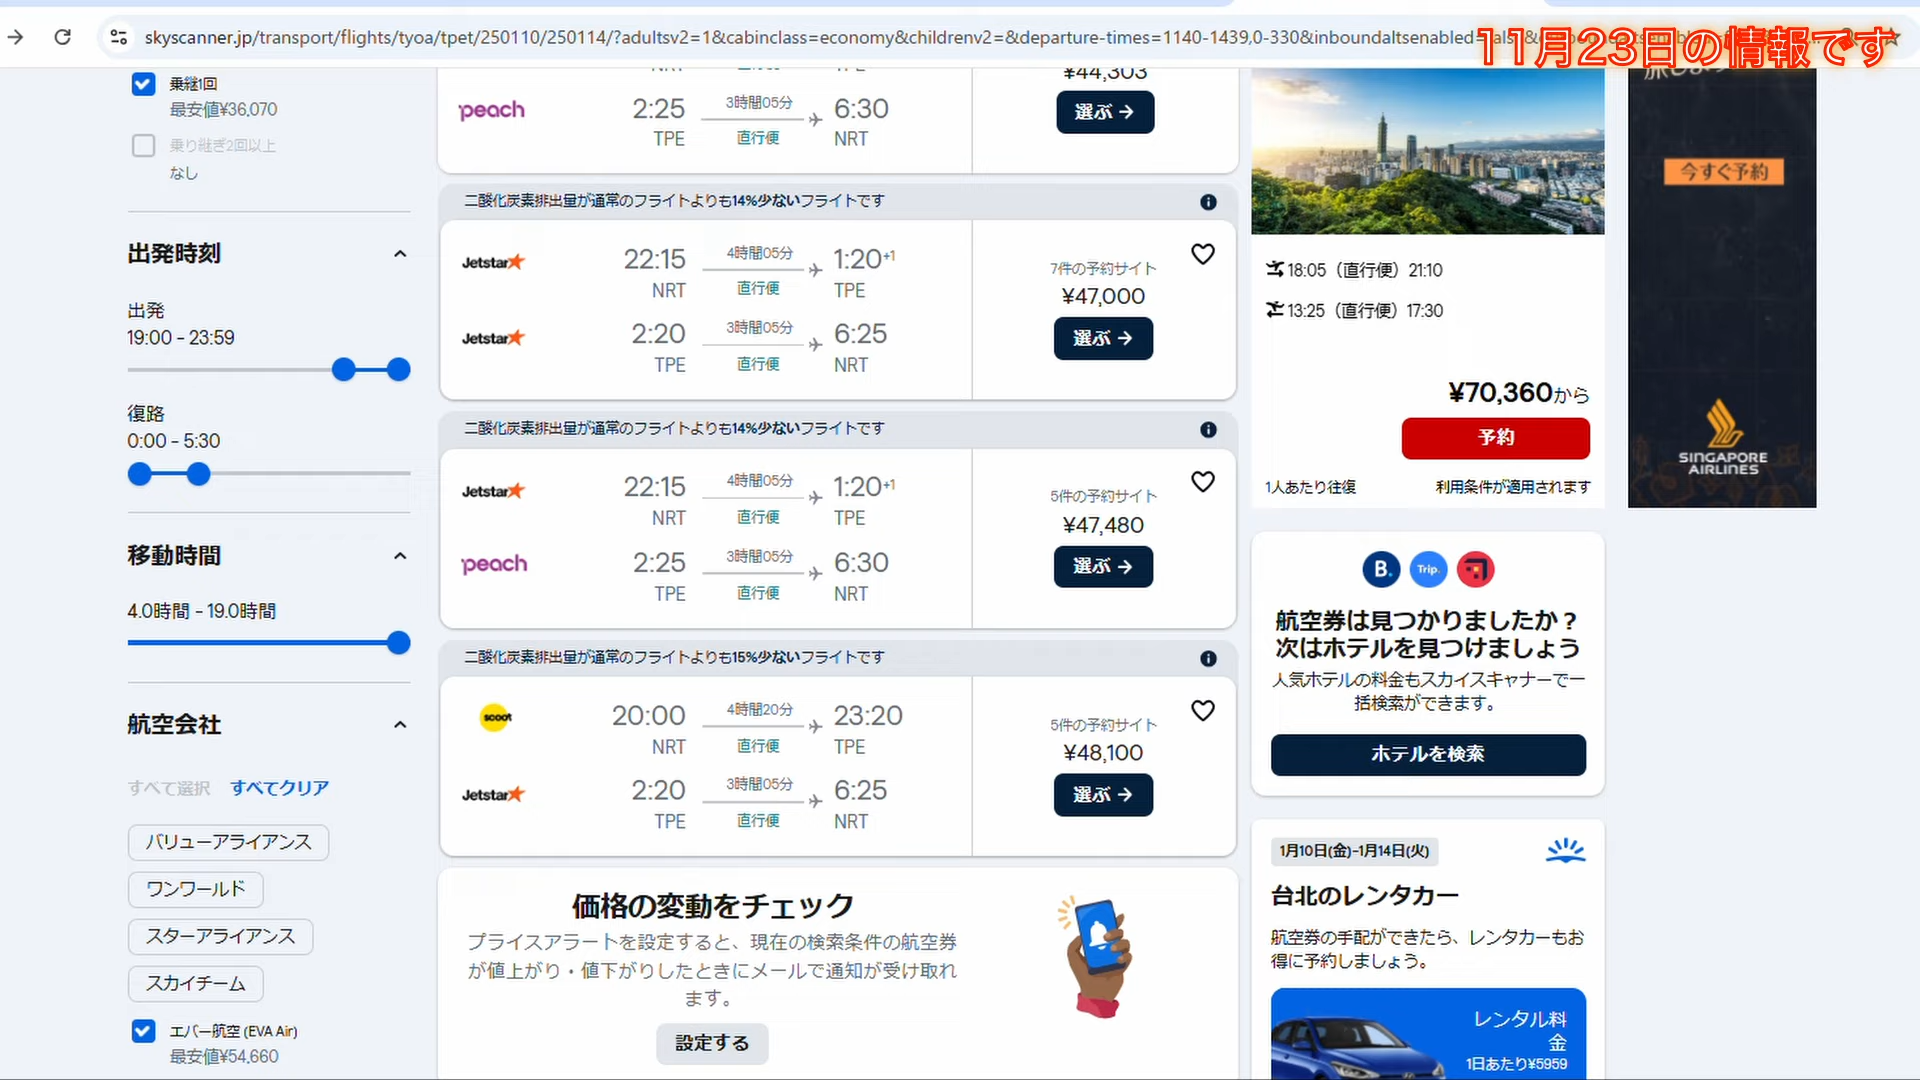 skyscanner.jp/transport/flights/tyoa/tpet/250110/250114/?adultsv2=1&cabinclass=economy&childrenv2=&departure-times=1140-1439,0-330&inboundaltsenabled
11月23日の情報です
乗継1回
最安値¥36,070
乗り継ぎ2回以上
なし
出発時刻
出発
19:00 - 23:59
復路
0:00 - 5:30
移動時間
4.0時間 - 19.0時間
航空会社
すべて選択 すべてクリア
バリューアライアンス
ワンワールド
スターアライアンス
スカイチーム
エバー航空 (EVA Air)
最安値¥54,660
¥44,303
peach 2:25 3時間05分 6:30
TPE 直行便 NRT
選ぶ →
二酸化炭素排出量が通常のフライトよりも14%少ないフライトです
Jetstar 22:15 4時間05分 1:20+1
NRT 直行便 TPE
Jetstar 2:20 3時間05分 6:25
TPE 直行便 NRT
7件の予約サイト
¥47,000
選ぶ →
二酸化炭素排出量が通常のフライトよりも14%少ないフライトです
Jetstar 22:15 4時間05分 1:20+1
NRT 直行便 TPE
peach 2:25 3時間05分 6:30
TPE 直行便 NRT
5件の予約サイト
¥47,480
選ぶ →
二酸化炭素排出量が通常のフライトよりも15%少ないフライトです
scoot 20:00 4時間20分 23:20
NRT 直行便 TPE
Jetstar 2:20 3時間05分 6:25
TPE 直行便 NRT
5件の予約サイト
¥48,100
選ぶ →
価格の変動をチェック
プライスアラートを設定すると、現在の検索条件の航空券
が値上がり・値下がりしたときにメールで通知が受け取れ
ます。
設定する
18:05（直行便）21:10
13:25（直行便）17:30
¥70,360から
予約
1人あたり往復 利用条件が適用されます
B. Trip.
航空券は見つかりましたか？
次はホテルを見つけましょう
人気ホテルの料金もスカイスキャナーで一
括検索ができます。
ホテルを検索
1月10日(金)-1月14日(火)
台北のレンタカー
航空券の手配ができたら、レンタカーもお
得に予約しましょう。
レンタル料
金
1日あたり¥5959
今すぐ予約
SINGAPORE
AIRLINES